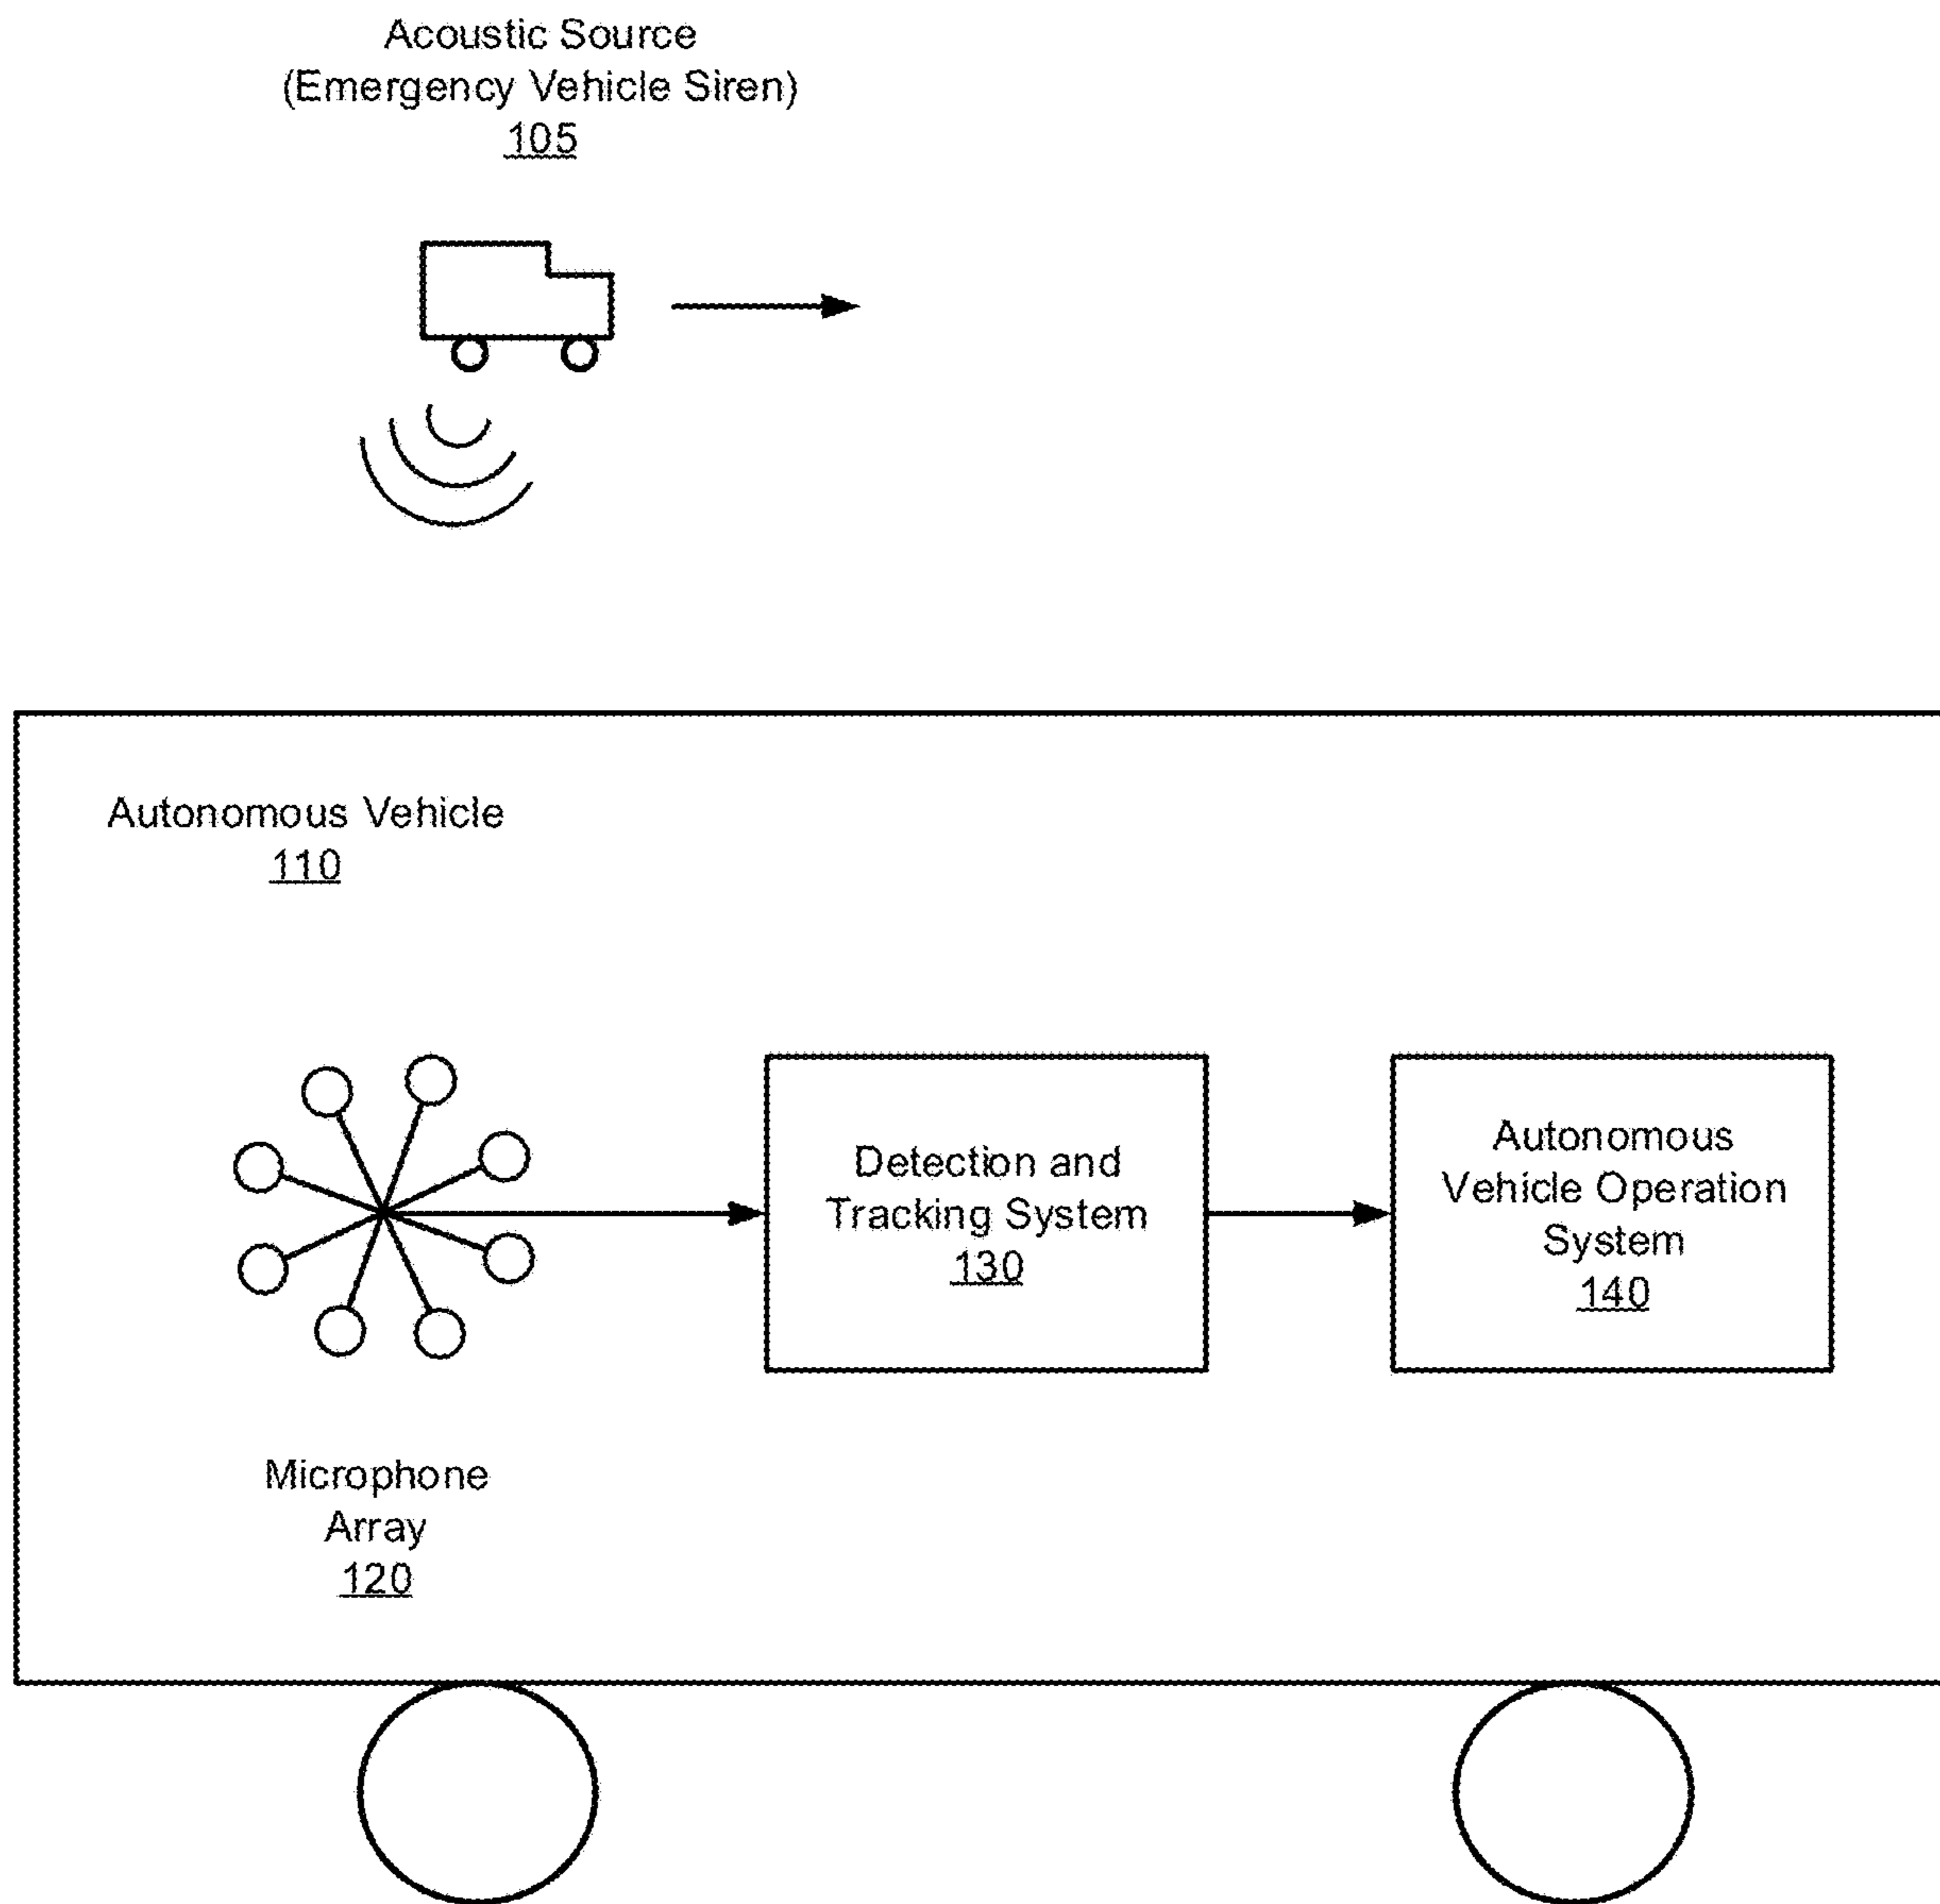 Acoustic Source
(Emergency Vehicle Siren)
105
Autonomous Vehicle
110
Detection and
Tracking System
130
Autonomous
Vehicle Operation
System
140
Microphone
Array
120